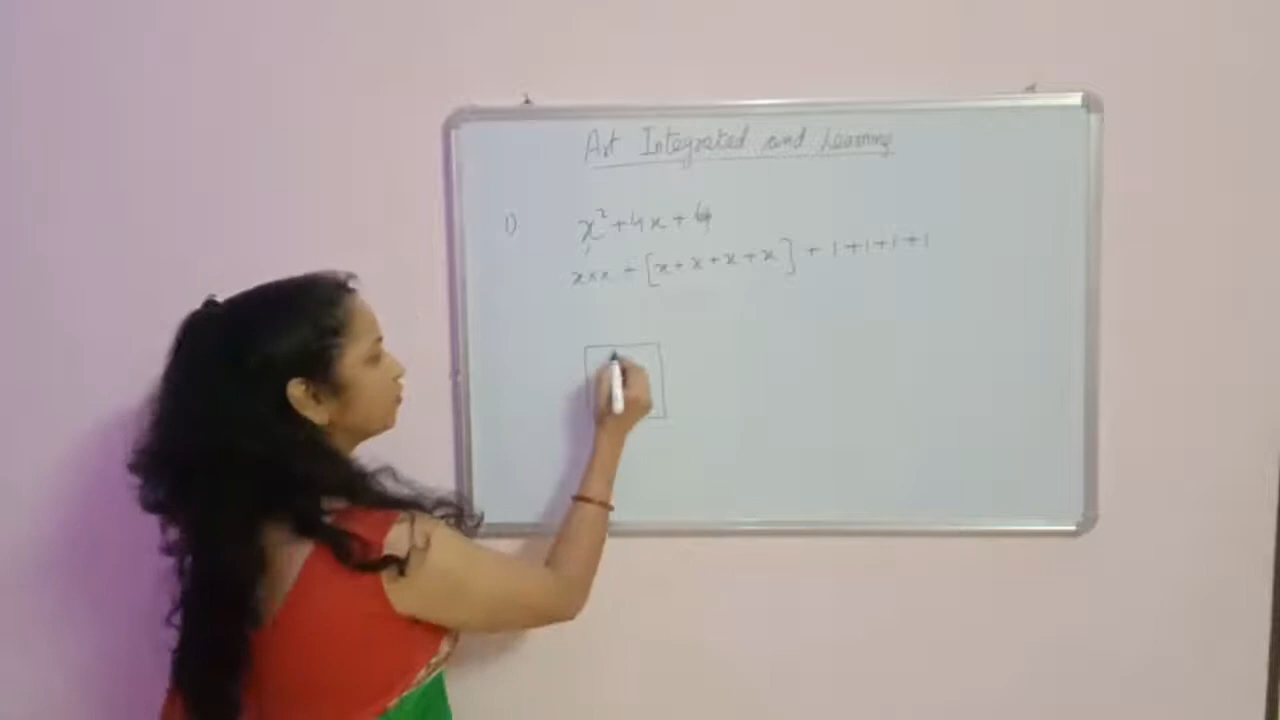 Art Integrated and Learning
1) x² + 4x + 4
x×x + [x + x + x + x] + 1 + 1 + 1 + 1